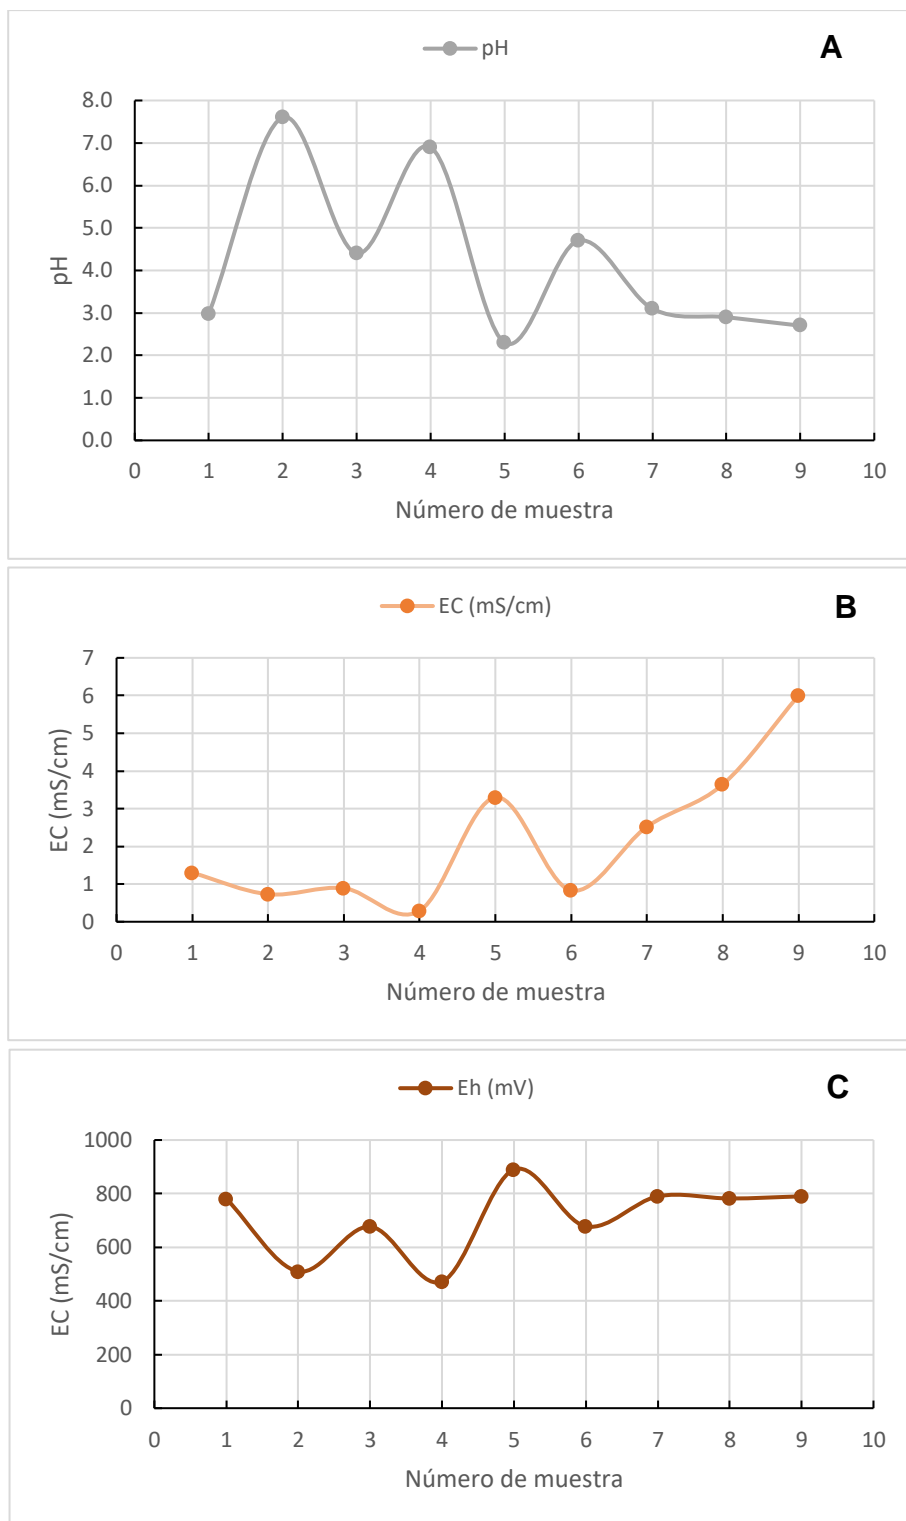 pH
A
8.0
7.0
6.0
5.0
4.0
3.0
2.0
1.0
0.0
pH
0 1 2 3 4 5 6 7 8 9 10
Número de muestra
EC (mS/cm)
B
7
6
5
4
3
2
1
0
EC (mS/cm)
0 1 2 3 4 5 6 7 8 9 10
Número de muestra
Eh (mV)
C
1000
800
600
400
200
0
EC (mS/cm)
0 1 2 3 4 5 6 7 8 9 10
Número de muestra